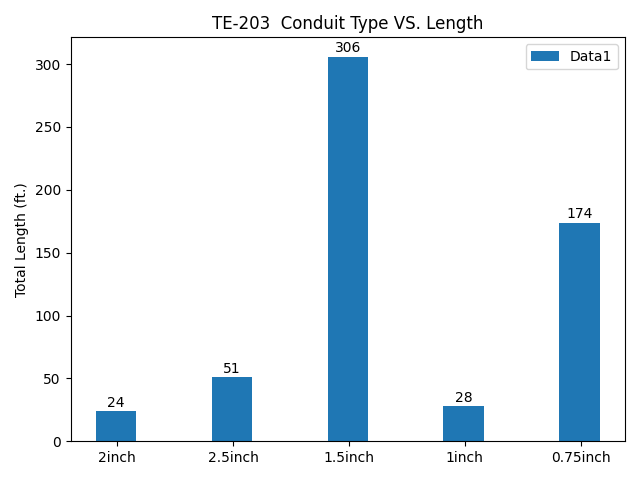 TE-203  Conduit Type VS. Length
Data1
Total Length (ft.)
300
250
200
150
100
50
0
24
51
306
28
174
2inch
2.5inch
1.5inch
1inch
0.75inch